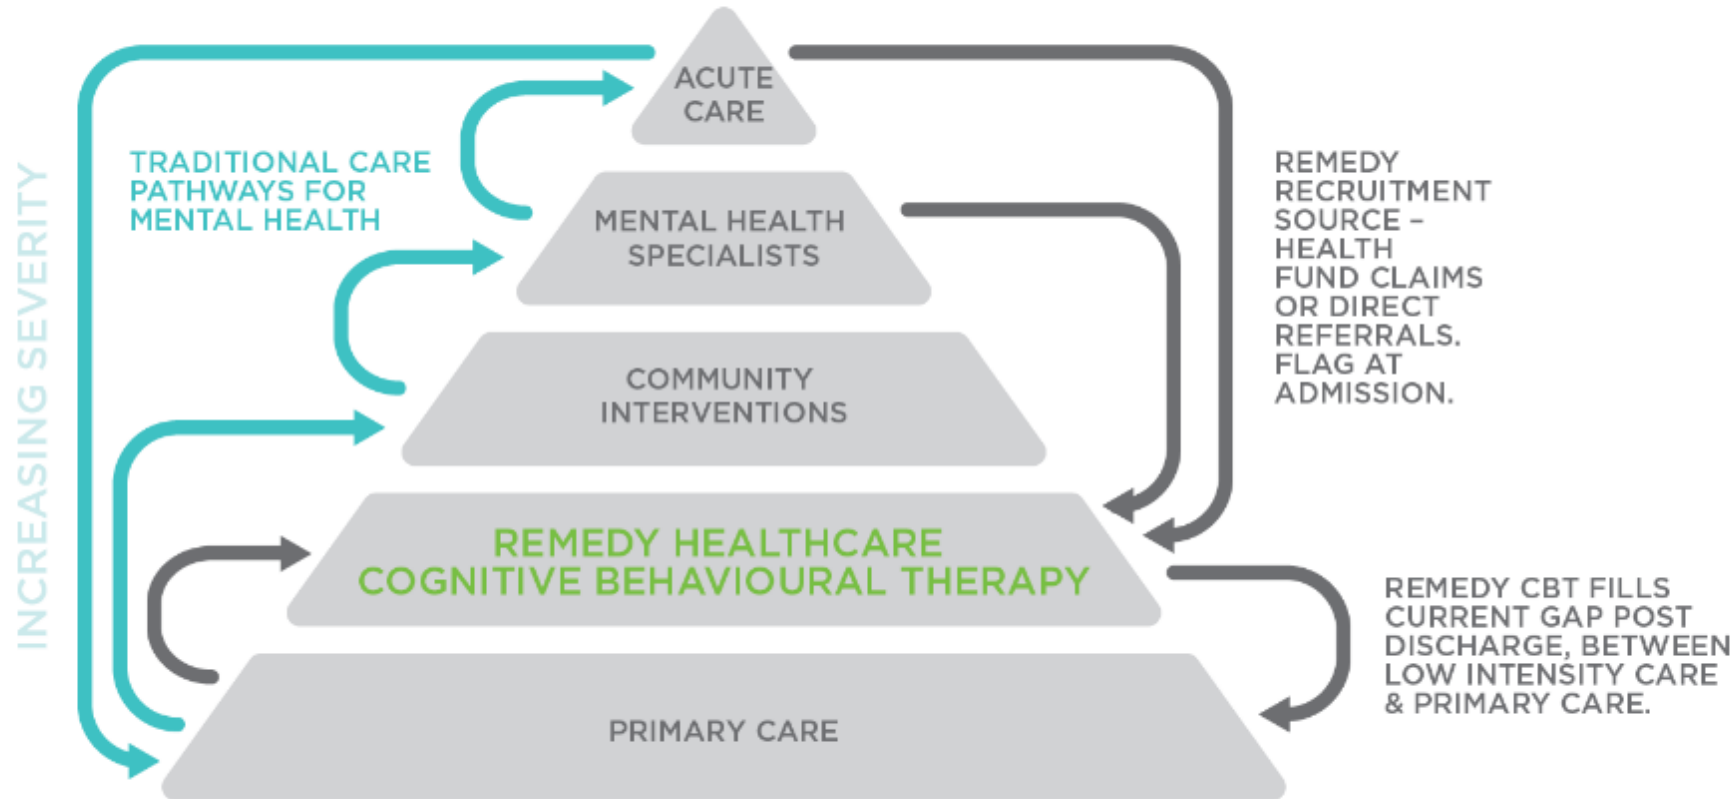 INCREASING SEVERITY
TRADITIONAL CARE
PATHWAYS FOR
MENTAL HEALTH
ACUTE
CARE
MENTAL HEALTH
SPECIALISTS
COMMUNITY
INTERVENTIONS
REMEDY HEALTHCARE
COGNITIVE BEHAVIOURAL THERAPY
PRIMARY CARE
REMEDY
RECRUITMENT
SOURCE –
HEALTH
FUND CLAIMS
OR DIRECT
REFERRALS.
FLAG AT
ADMISSION.
REMEDY CBT FILLS
CURRENT GAP POST
DISCHARGE, BETWEEN
LOW INTENSITY CARE
& PRIMARY CARE.